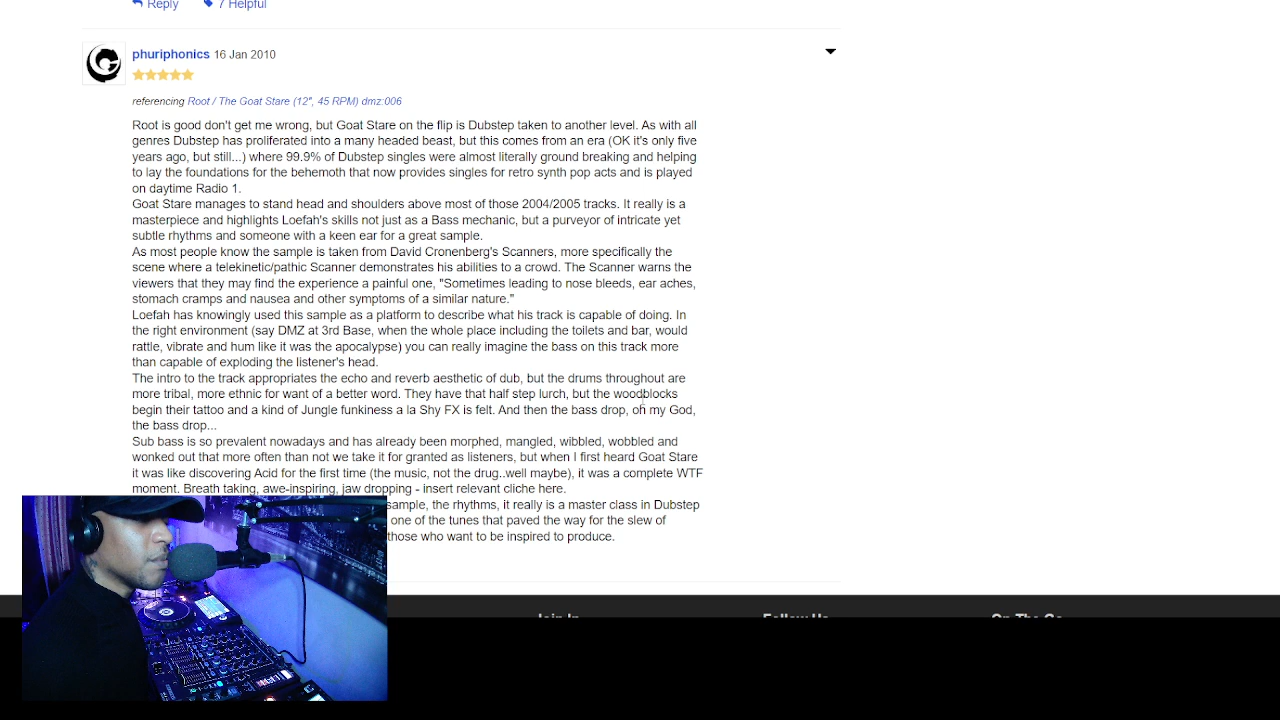 Reply 7 Helpful
phuriphonics 16 Jan 2010
referencing Root / The Goat Stare (12", 45 RPM) dmz:006
Root is good don't get me wrong, but Goat Stare on the flip is Dubstep taken to another level. As with all
genres Dubstep has proliferated into a many headed beast, but this comes from an era (OK it's only five
years ago, but still...) where 99.9% of Dubstep singles were almost literally ground breaking and helping
to lay the foundations for the behemoth that now provides singles for retro synth pop acts and is played
on daytime Radio 1.
Goat Stare manages to stand head and shoulders above most of those 2004/2005 tracks. It really is a
masterpiece and highlights Loefah's skills not just as a Bass mechanic, but a purveyor of intricate yet
subtle rhythms and someone with a keen ear for a great sample.
As most people know the sample is taken from David Cronenberg's Scanners, more specifically the
scene where a telekinetic/pathic Scanner demonstrates his abilities to a crowd. The Scanner warns the
viewers that they may find the experience a painful one, "Sometimes leading to nose bleeds, ear aches,
stomach cramps and nausea and other symptoms of a similar nature."
Loefah has knowingly used this sample as a platform to describe what his track is capable of doing. In
the right environment (say DMZ at 3rd Base, when the whole place including the toilets and bar, would
rattle, vibrate and hum like it was the apocalypse) you can really imagine the bass on this track more
than capable of exploding the listener's head.
The intro to the track appropriates the echo and reverb aesthetic of dub, but the drums throughout are
more tribal, more ethnic for want of a better word. They have that half step lurch, but the woodblocks
begin their tattoo and a kind of Jungle funkiness a la Shy FX is felt. And then the bass drop, oh my God,
the bass drop...
Sub bass is so prevalent nowadays and has already been morphed, mangled, wibbled, wobbled and
wonked out that more often than not we take it for granted as listeners, but when I first heard Goat Stare
it was like discovering Acid for the first time (the music, not the drug..well maybe), it was a complete WTF
moment. Breath taking, awe-inspiring, jaw dropping - insert relevant cliche here.
sample, the rhythms, it really is a master class in Dubstep
one of the tunes that paved the way for the slew of
those who want to be inspired to produce.
Join In Follow Us On The Go